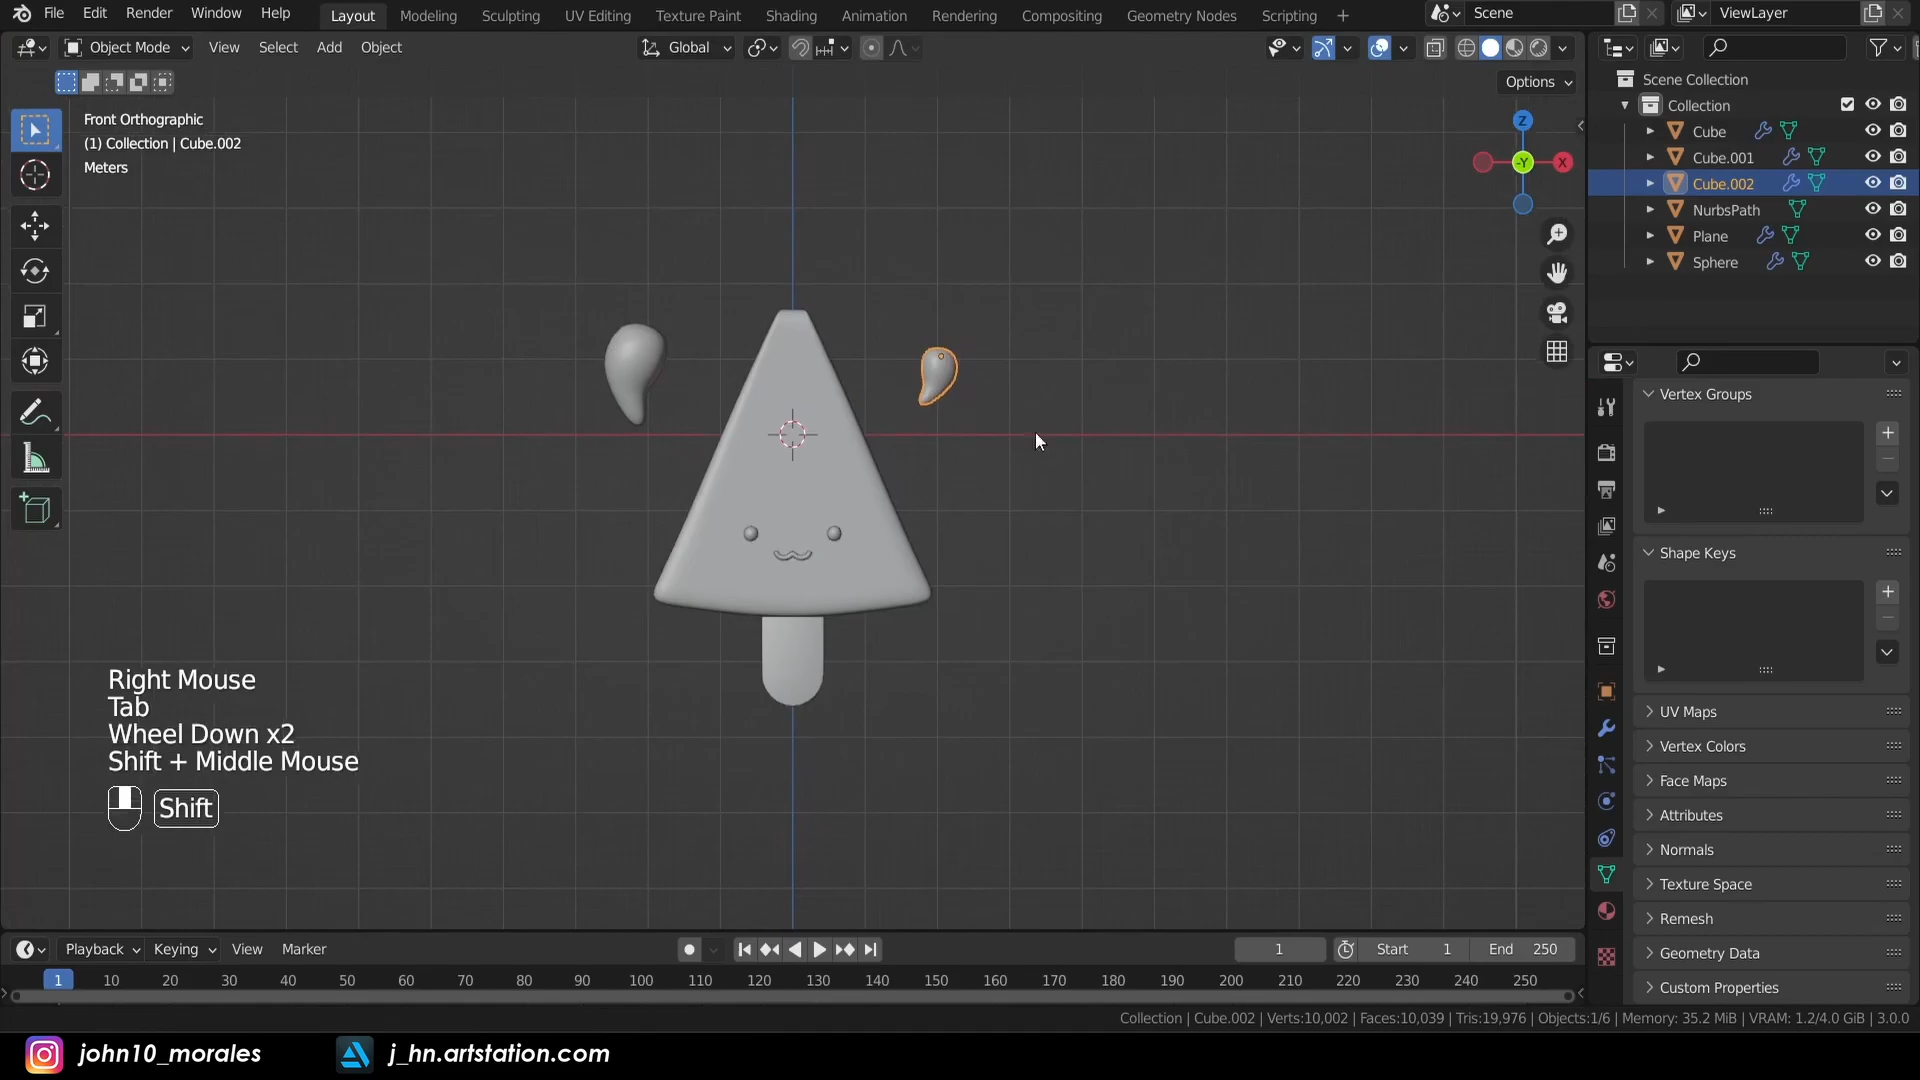 File Edit Render Window Help Layout Modeling Sculpting UV Editing Texture Paint Shading Animation Rendering Compositing Geometry Nodes Scripting + Scene ViewLayer
Object Mode View Select Add Object Global
Options
Front Orthographic
(1) Collection | Cube.002
Meters
Z
-Y
X
Scene Collection
Collection
Cube
Cube.001
Cube.002
NurbsPath
Plane
Sphere
Vertex Groups
Shape Keys
UV Maps
Vertex Colors
Face Maps
Attributes
Normals
Texture Space
Remesh
Geometry Data
Custom Properties
Right Mouse
Tab
Wheel Down x2
Shift + Middle Mouse
Shift
Playback Keying View Marker 1 Start 1 End 250
1 10 20 30 40 50 60 70 80 90 100 110 120 130 140 150 160 170 180 190 200 210 220 230 240 250
Collection | Cube.002 | Verts:10,002 | Faces:10,039 | Tris:19,976 | Objects:1/6 | Memory: 35.2 MiB | VRAM: 1.2/4.0 GiB | 3.0.0
john10_morales j_hn.artstation.com